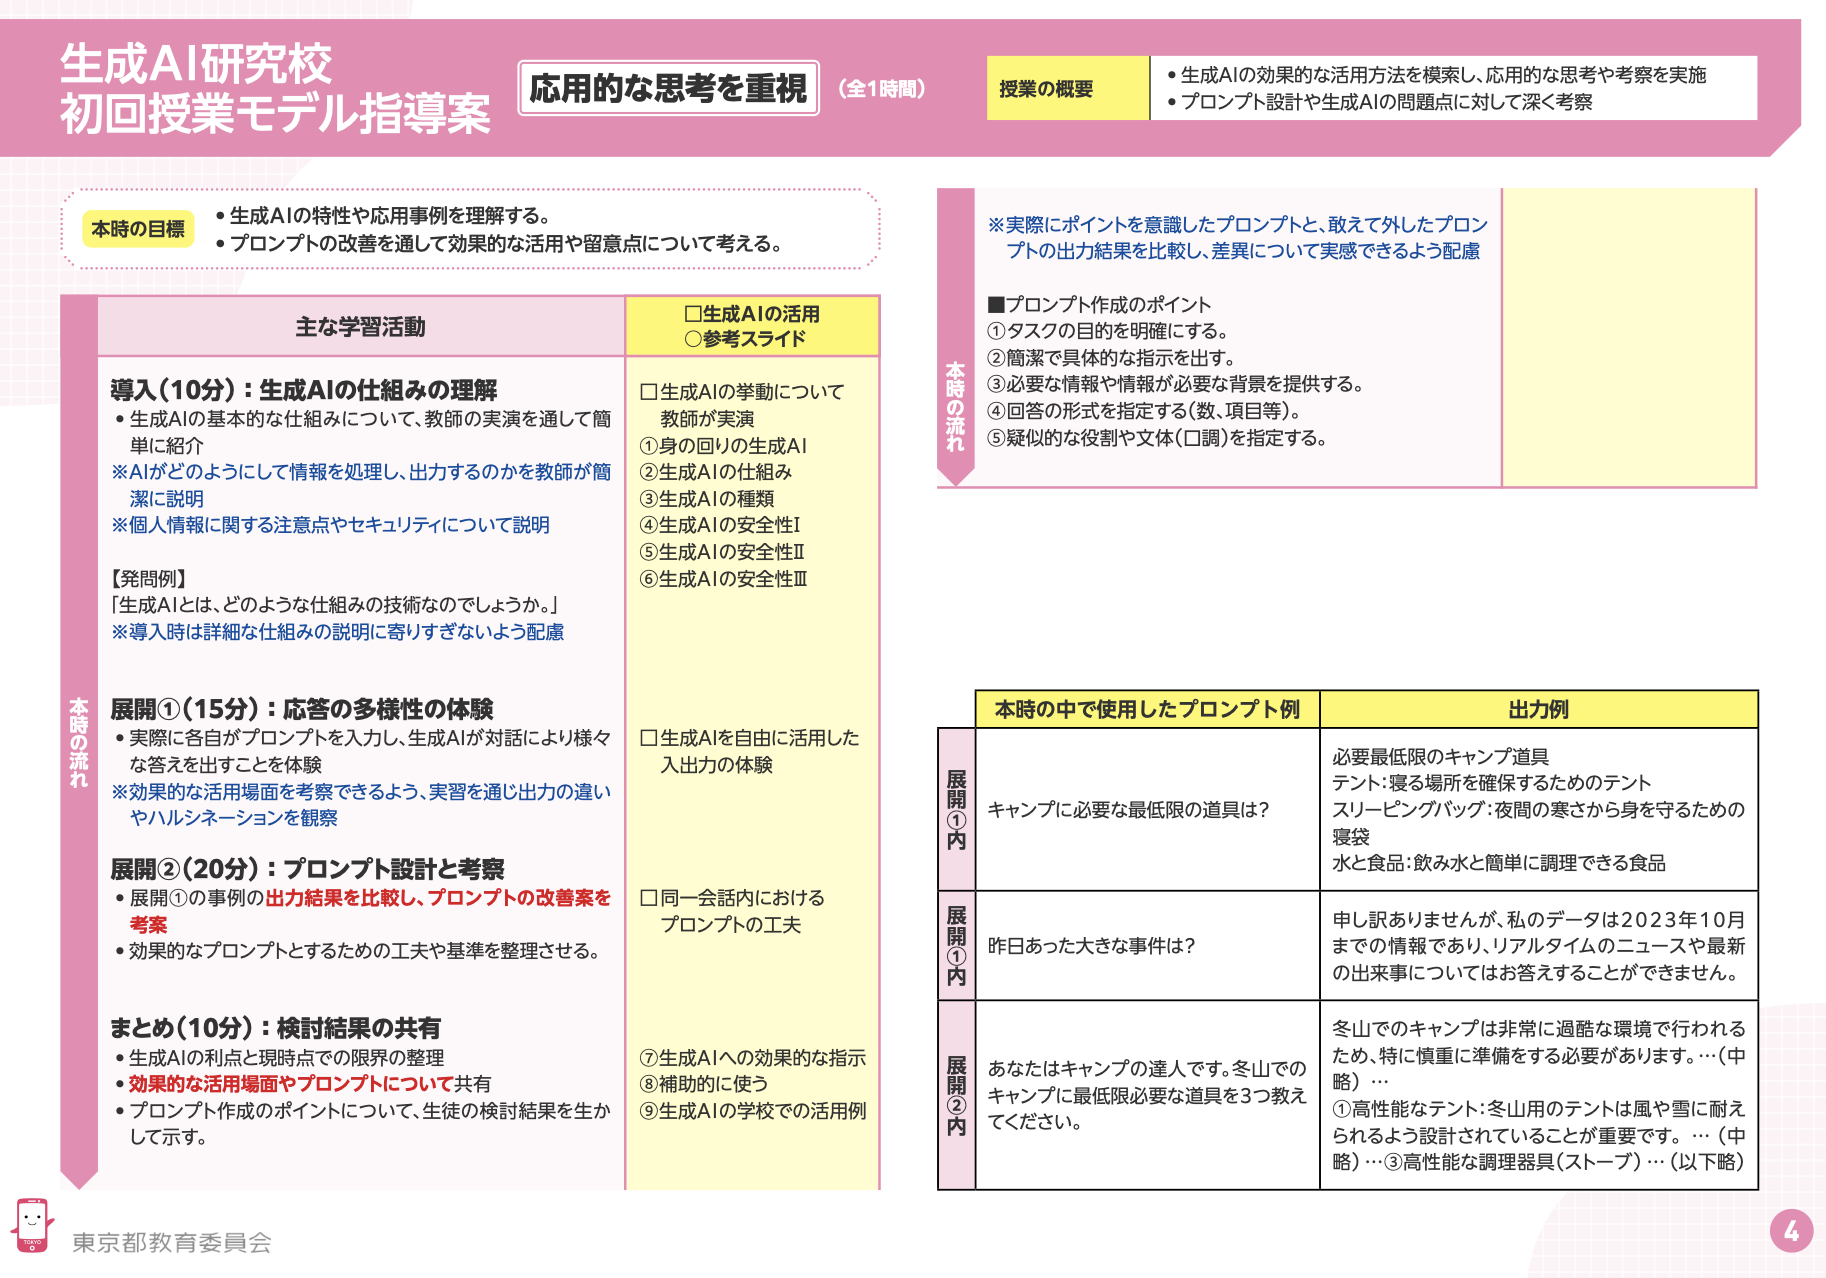 生成AI研究校
初回授業モデル指導案
応用的な思考を重視
（全1時間）
授業の概要
• 生成AIの効果的な活用方法を模索し、応用的な思考や考察を実施
• プロンプト設計や生成AIの問題点に対して深く考察
本時の目標
• 生成AIの特性や応用事例を理解する。
• プロンプトの改善を通して効果的な活用や留意点について考える。
本時の流れ
主な学習活動
導入（10分）：生成AIの仕組みの理解
• 生成AIの基本的な仕組みについて、教師の実演を通して簡
単に紹介
※AIがどのようにして情報を処理し、出力するのかを教師が簡
潔に説明
※個人情報に関する注意点やセキュリティについて説明
【発問例】
「生成AIとは、どのような仕組みの技術なのでしょうか。」
※導入時は詳細な仕組みの説明に寄りすぎないよう配慮
展開①（15分）：応答の多様性の体験
• 実際に各自がプロンプトを入力し、生成AIが対話により様々
な答えを出すことを体験
※効果的な活用場面を考察できるよう、実習を通じ出力の違い
やハルシネーションを観察
展開②（20分）：プロンプト設計と考察
• 展開①の事例の出力結果を比較し、プロンプトの改善案を
考案
• 効果的なプロンプトとするための工夫や基準を整理させる。
まとめ（10分）：検討結果の共有
• 生成AIの利点と現時点での限界の整理
• 効果的な活用場面やプロンプトについて共有
• プロンプト作成のポイントについて、生徒の検討結果を生か
して示す。
□生成AIの活用
○参考スライド
□生成AIの挙動について
教師が実演
①身の回りの生成AI
②生成AIの仕組み
③生成AIの種類
④生成AIの安全性Ⅰ
⑤生成AIの安全性Ⅱ
⑥生成AIの安全性Ⅲ
□生成AIを自由に活用した
入出力の体験
□同一会話内における
プロンプトの工夫
⑦生成AIへの効果的な指示
⑧補助的に使う
⑨生成AIの学校での活用例
本時の流れ
※実際にポイントを意識したプロンプトと、敢えて外したプロン
プトの出力結果を比較し、差異について実感できるよう配慮
■プロンプト作成のポイント
①タスクの目的を明確にする。
②簡潔で具体的な指示を出す。
③必要な情報や情報が必要な背景を提供する。
④回答の形式を指定する（数、項目等）。
⑤疑似的な役割や文体（口調）を指定する。
本時の中で使用したプロンプト例
出力例
展開①内
キャンプに必要な最低限の道具は？
必要最低限のキャンプ道具
テント：寝る場所を確保するためのテント
スリーピングバッグ：夜間の寒さから身を守るための
寝袋
水と食品：飲み水と簡単に調理できる食品
展開①内
昨日あった大きな事件は？
申し訳ありませんが、私のデータは2023年10月
までの情報であり、リアルタイムのニュースや最新
の出来事についてはお答えすることができません。
展開②内
あなたはキャンプの達人です。冬山での
キャンプに最低限必要な道具を3つ教え
てください。
冬山でのキャンプは非常に過酷な環境で行われる
ため、特に慎重に準備をする必要があります。…（中
略）…
①高性能なテント：冬山用のテントは風や雪に耐え
られるよう設計されていることが重要です。…（中
略）…③高性能な調理器具（ストーブ）…（以下略）
TOKYO
東京都教育委員会
4